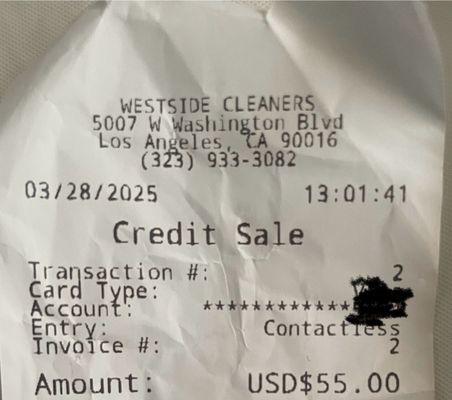 WESTSIDE CLEANERS
5007 W Washington Blvd
Los Angeles, CA 90016
(323) 933-3082
03/28/2025 13:01:41
Credit Sale
Transaction #: 2
Card Type:
Account: ************
Entry: Contactless
Invoice #: 2
Amount: USD$55.00